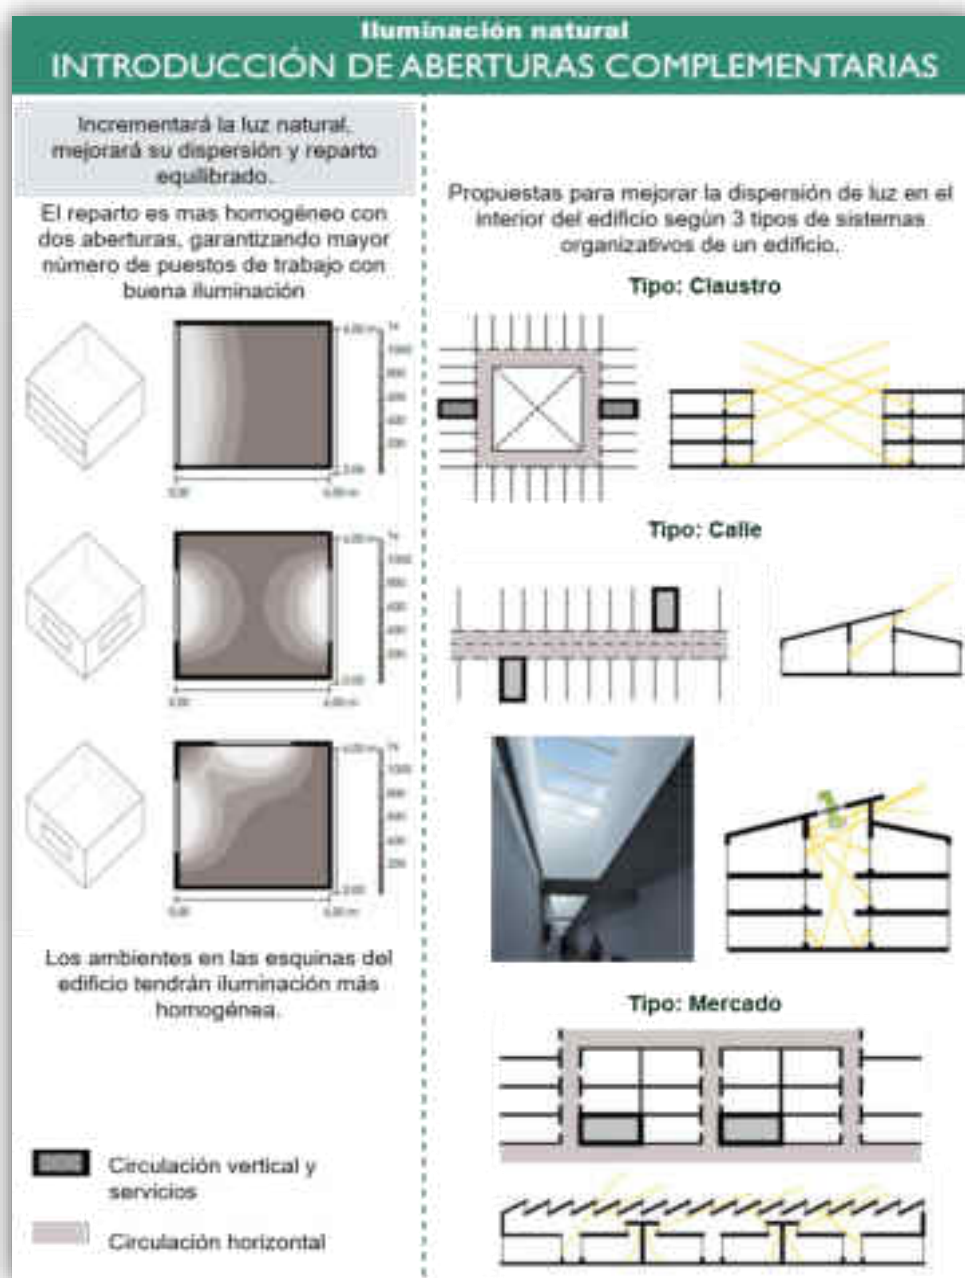 Iluminación natural
INTRODUCCIÓN DE ABERTURAS COMPLEMENTARIAS
Incrementará la luz natural,
mejorará su dispersión y reparto
equilibrado.
El reparto es mas homogéneo con
dos aberturas, garantizando mayor
número de puestos de trabajo con
buena iluminación
Los ambientes en las esquinas del
edificio tendrán iluminación más
homogénea.
Circulación vertical y
servicios
Circulación horizontal
Propuestas para mejorar la dispersión de luz en el
interior del edificio según 3 tipos de sistemas
organizativos de un edificio.
Tipo: Claustro
Tipo: Calle
Tipo: Mercado